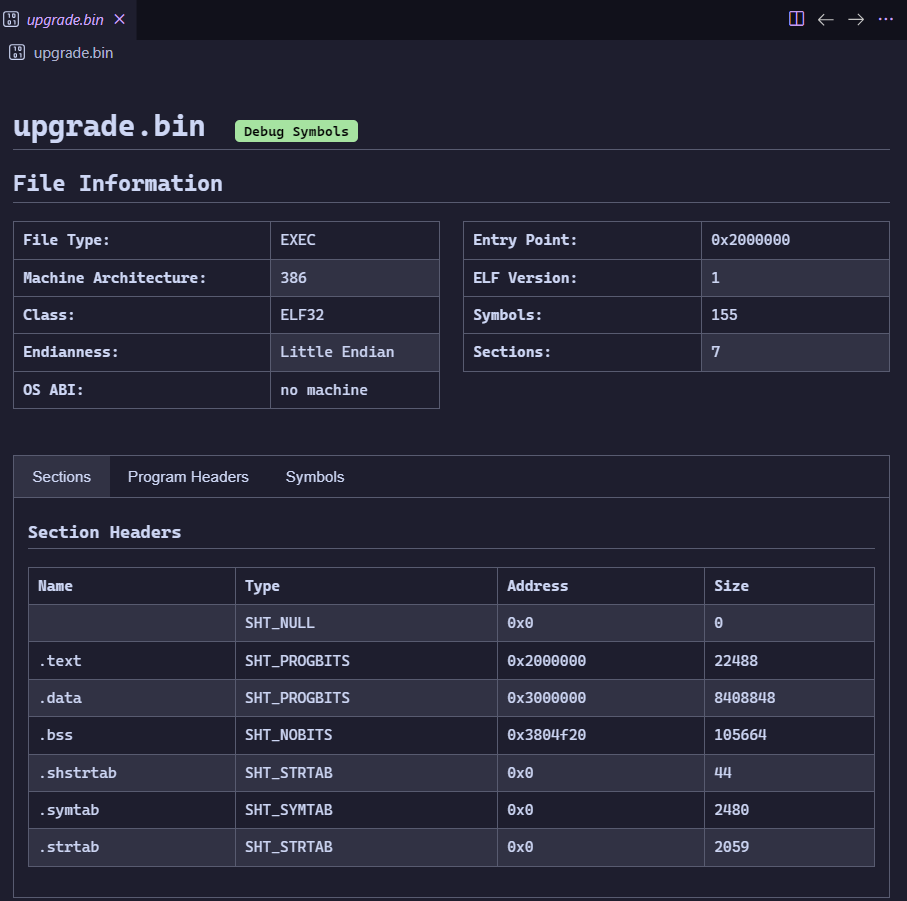 upgrade.bin
upgrade.bin
upgrade.bin Debug Symbols
File Information
File Type: EXEC
Machine Architecture: 386
Class: ELF32
Endianness: Little Endian
OS ABI: no machine
Entry Point: 0x2000000
ELF Version: 1
Symbols: 155
Sections: 7
Sections Program Headers Symbols
Section Headers
Name Type Address Size
SHT_NULL 0x0 0
.text SHT_PROGBITS 0x2000000 22488
.data SHT_PROGBITS 0x3000000 8408848
.bss SHT_NOBITS 0x3804f20 105664
.shstrtab SHT_STRTAB 0x0 44
.symtab SHT_SYMTAB 0x0 2480
.strtab SHT_STRTAB 0x0 2059